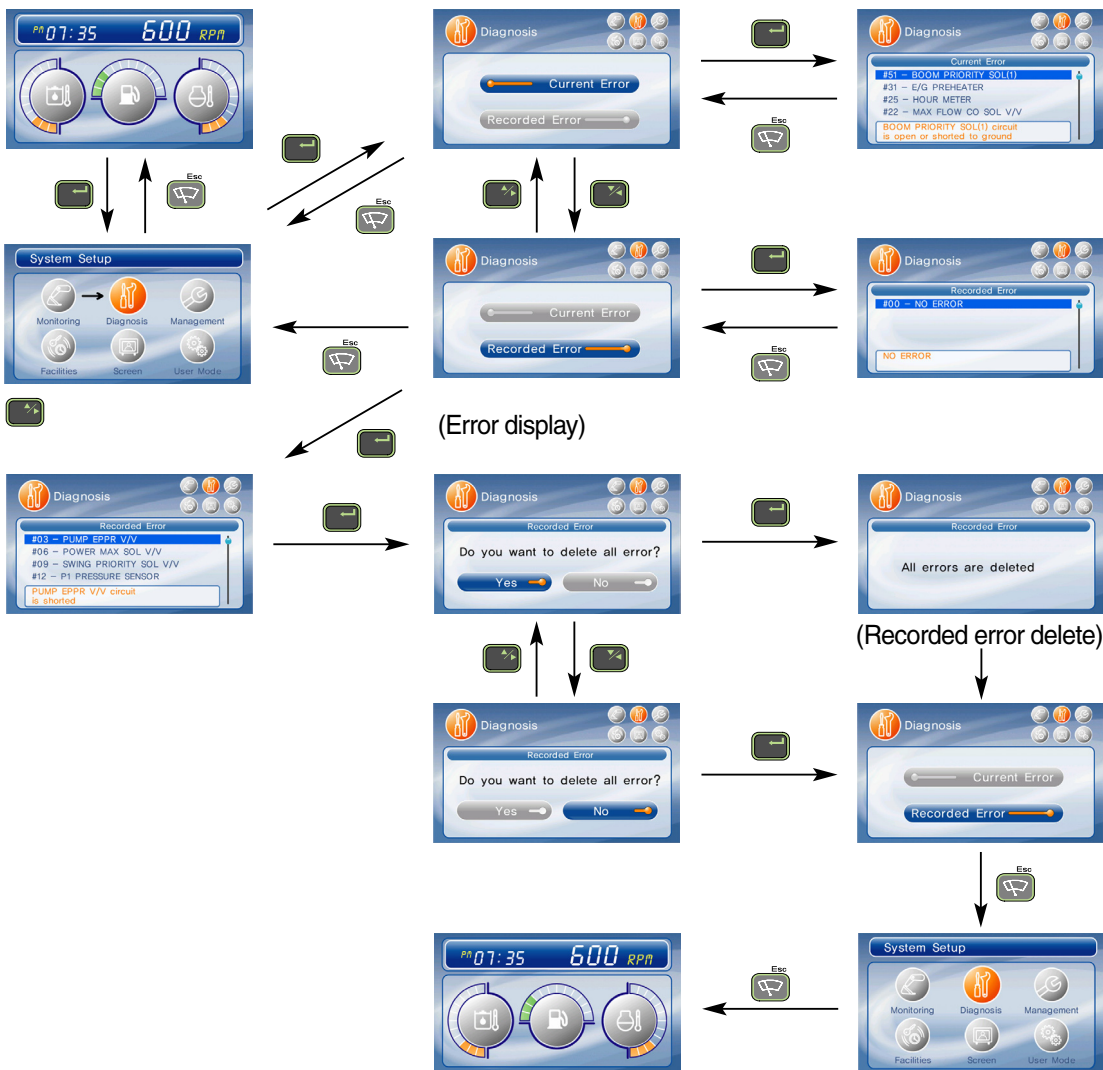 PM 07:35 600 RPM
Esc
System Setup
Monitoring Diagnosis Management
Facilities Screen User Mode
Esc
Diagnosis
Current Error
Recorded Error
Esc
Diagnosis
Current Error
#51 – BOOM PRIORITY SOL(1)
#31 – E/G PREHEATER
#25 – HOUR METER
#22 – MAX FLOW CO SOL V/V
BOOM PRIORITY SOL(1) circuit
is open or shorted to ground
Diagnosis
Current Error
Recorded Error
Esc
Esc
Diagnosis
Recorded Error
#00 – NO ERROR
NO ERROR
(Error display)
Diagnosis
Recorded Error
#03 – PUMP EPPR V/V
#06 – POWER MAX SOL V/V
#09 – SWING PRIORITY SOL V/V
#12 – P1 PRESSURE SENSOR
PUMP EPPR V/V circuit
is shorted
Diagnosis
Recorded Error
Do you want to delete all error?
Yes No
Diagnosis
Recorded Error
All errors are deleted
(Recorded error delete)
Diagnosis
Recorded Error
Do you want to delete all error?
Yes No
Diagnosis
Current Error
Recorded Error
Esc
System Setup
Monitoring Diagnosis Management
Facilities Screen User Mode
Esc
PM 07:35 600 RPM